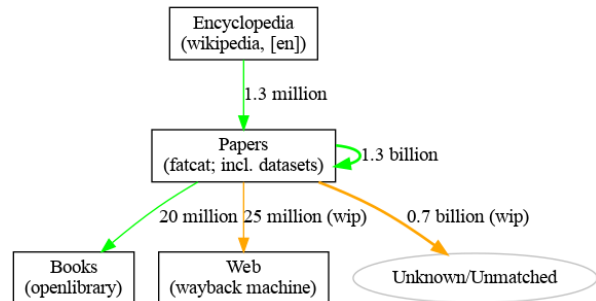 Encyclopedia
(wikipedia, [en])
1.3 million
Papers
(fatcat; incl. datasets)
1.3 billion
20 million
25 million (wip)
0.7 billion (wip)
Books
(openlibrary)
Web
(wayback machine)
Unknown/Unmatched